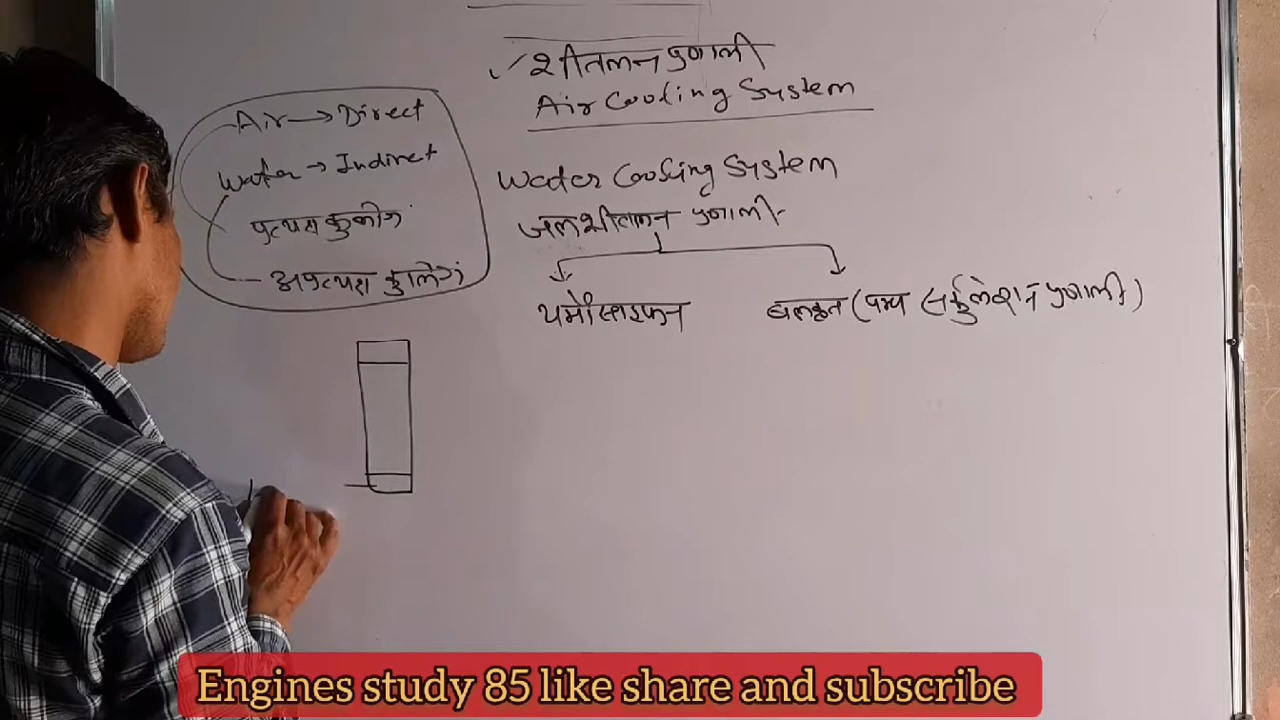 शीतलन प्रणाली
Air Cooling System
Air → Direct
Water → Indirect
प्रत्यक्ष कुलींग
अप्रत्यक्ष कुलिंग
Water Cooling System
जलशीतलन प्रणाली
थर्मोसाइफन
बलकृत (पम्प सर्कुलेशन प्रणाली)
Engines study 85 like share and subscribe